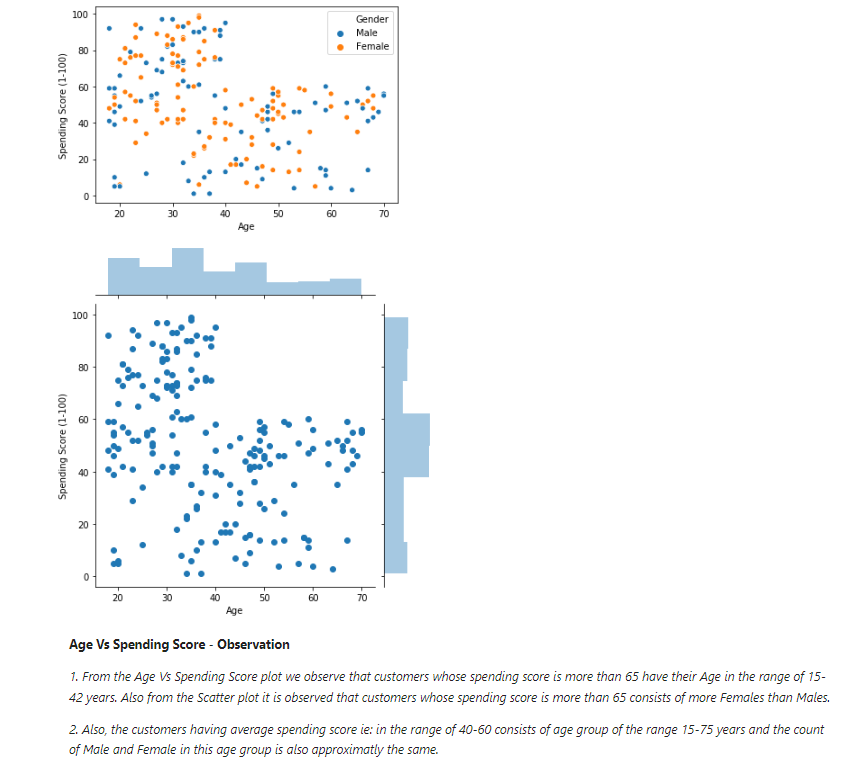 100
80
60
40
20
0
Spending Score (1-100)
Gender
Male
Female
20 30 40 50 60 70
Age
100
80
60
40
20
0
Spending Score (1-100)
20 30 40 50 60 70
Age
Age Vs Spending Score - Observation
1. From the Age Vs Spending Score plot we observe that customers whose spending score is more than 65 have their Age in the range of 15-
42 years. Also from the Scatter plot it is observed that customers whose spending score is more than 65 consists of more Females than Males.
2. Also, the customers having average spending score ie: in the range of 40-60 consists of age group of the range 15-75 years and the count
of Male and Female in this age group is also approximatly the same.